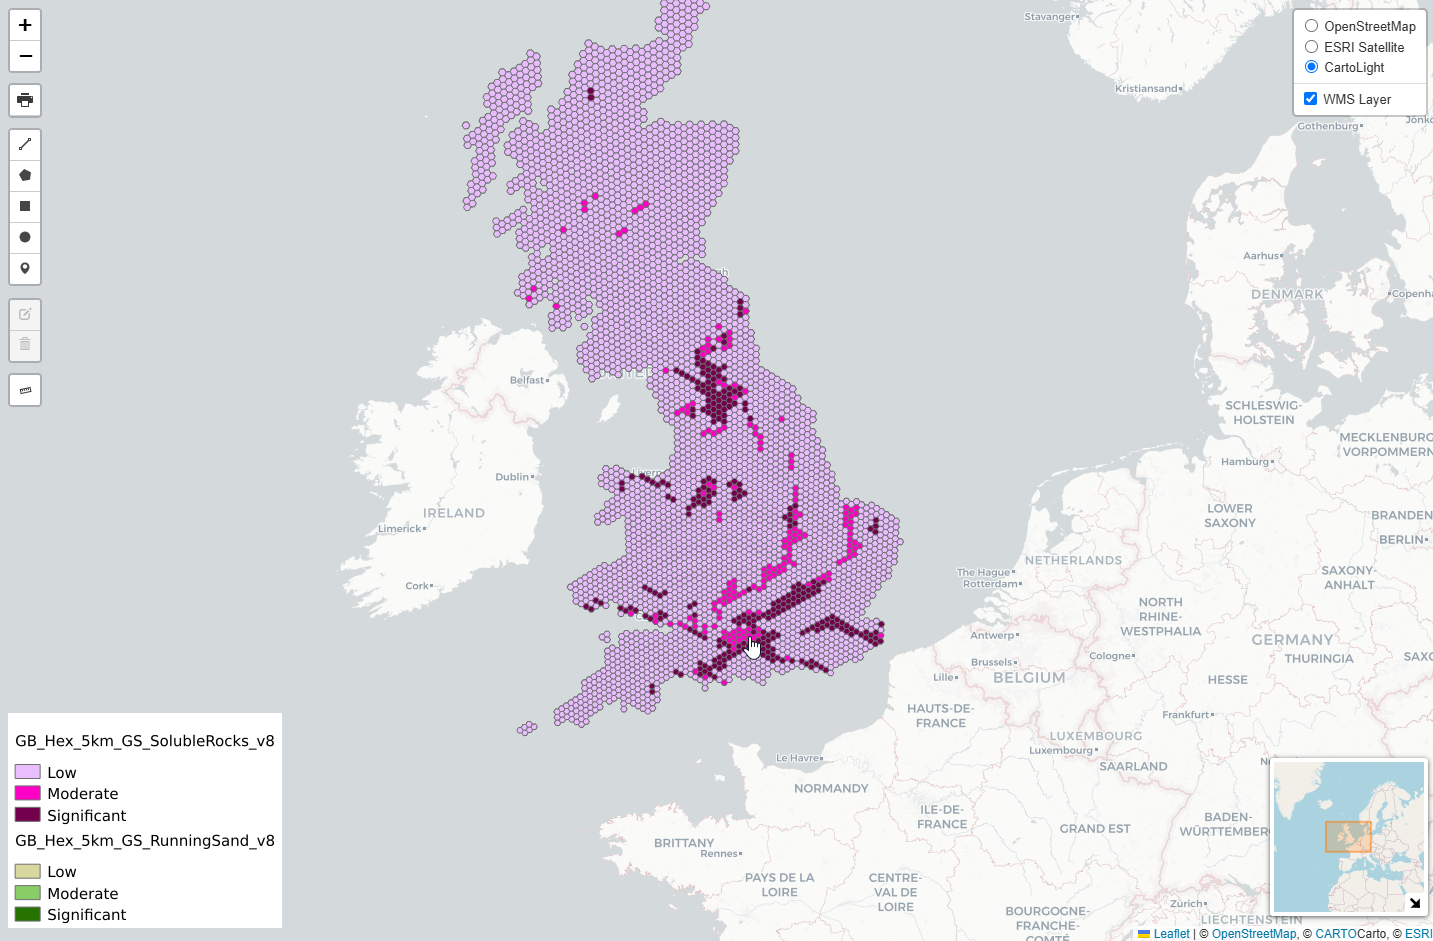 +
−
OpenStreetMap
ESRI Satellite
CartoLight
WMS Layer
Stavanger
Kristiansand
Gothenburg
Aarhus
DENMARK
Belfast
SCHLESWIG-
HOLSTEIN
MECKLENBURG
VORPOMMERN
Hamburg
Dublin
IRELAND
Limerick
LOWER
SAXONY
BRANDEN
BERLIN
NETHERLANDS
The Hague
Rotterdam
SAXONY-
ANHALT
Cork
NORTH
RHINE-
WESTPHALIA
Antwerp
GERMANY
Brussels
Cologne
THURINGIA
SAXO
BELGIUM
Lille
HESSE
HAUTS-DE-
FRANCE
Frankfurt
LUXEMBOURG
Luxembourg
Le Havre
SAARLAND
NORMANDY
ILE-DE-
FRANCE
GRAND EST
BADEN-
WÜRTTEMBERG
BRITTANY
Rennes
PAYS DE LA
LOIRE
CENTRE-
VAL DE
LOIRE
Zurich
BOURGOGNE-
FRANCHE-
COMTÉ
LIECHTENSTEIN
GB_Hex_5km_GS_SolubleRocks_v8
Low
Moderate
Significant
GB_Hex_5km_GS_RunningSand_v8
Low
Moderate
Significant
Leaflet | © OpenStreetMap, © CARTOCarto, © ESRI